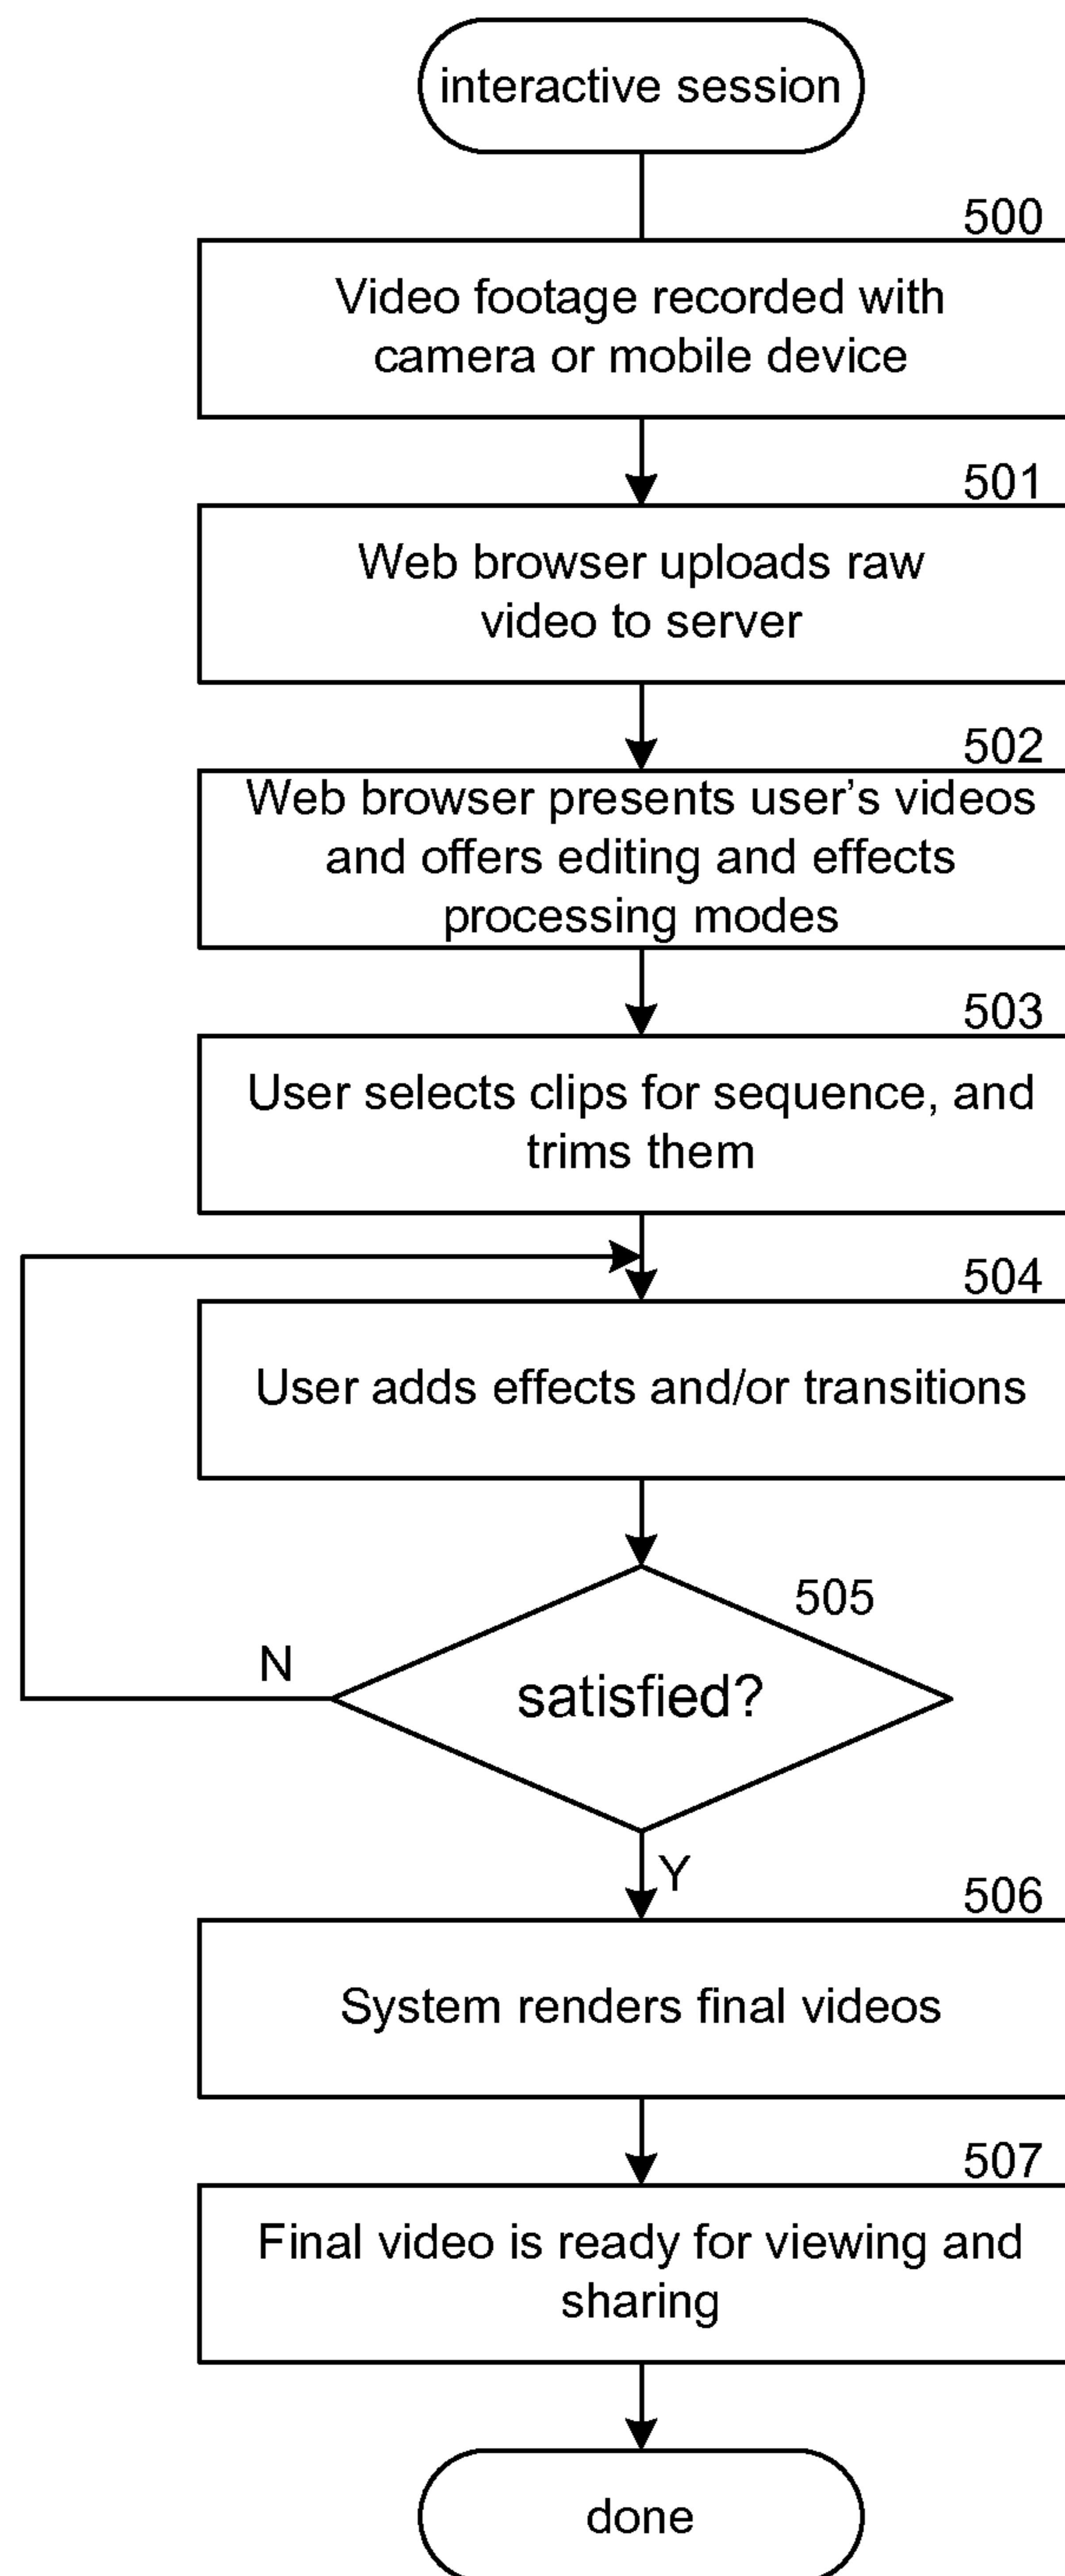 interactive session
500
Video footage recorded with
camera or mobile device
501
Web browser uploads raw
video to server
502
Web browser presents user’s videos
and offers editing and effects
processing modes
503
User selects clips for sequence, and
trims them
504
User adds effects and/or transitions
505
satisfied?
N
Y
506
System renders final videos
507
Final video is ready for viewing and
sharing
done